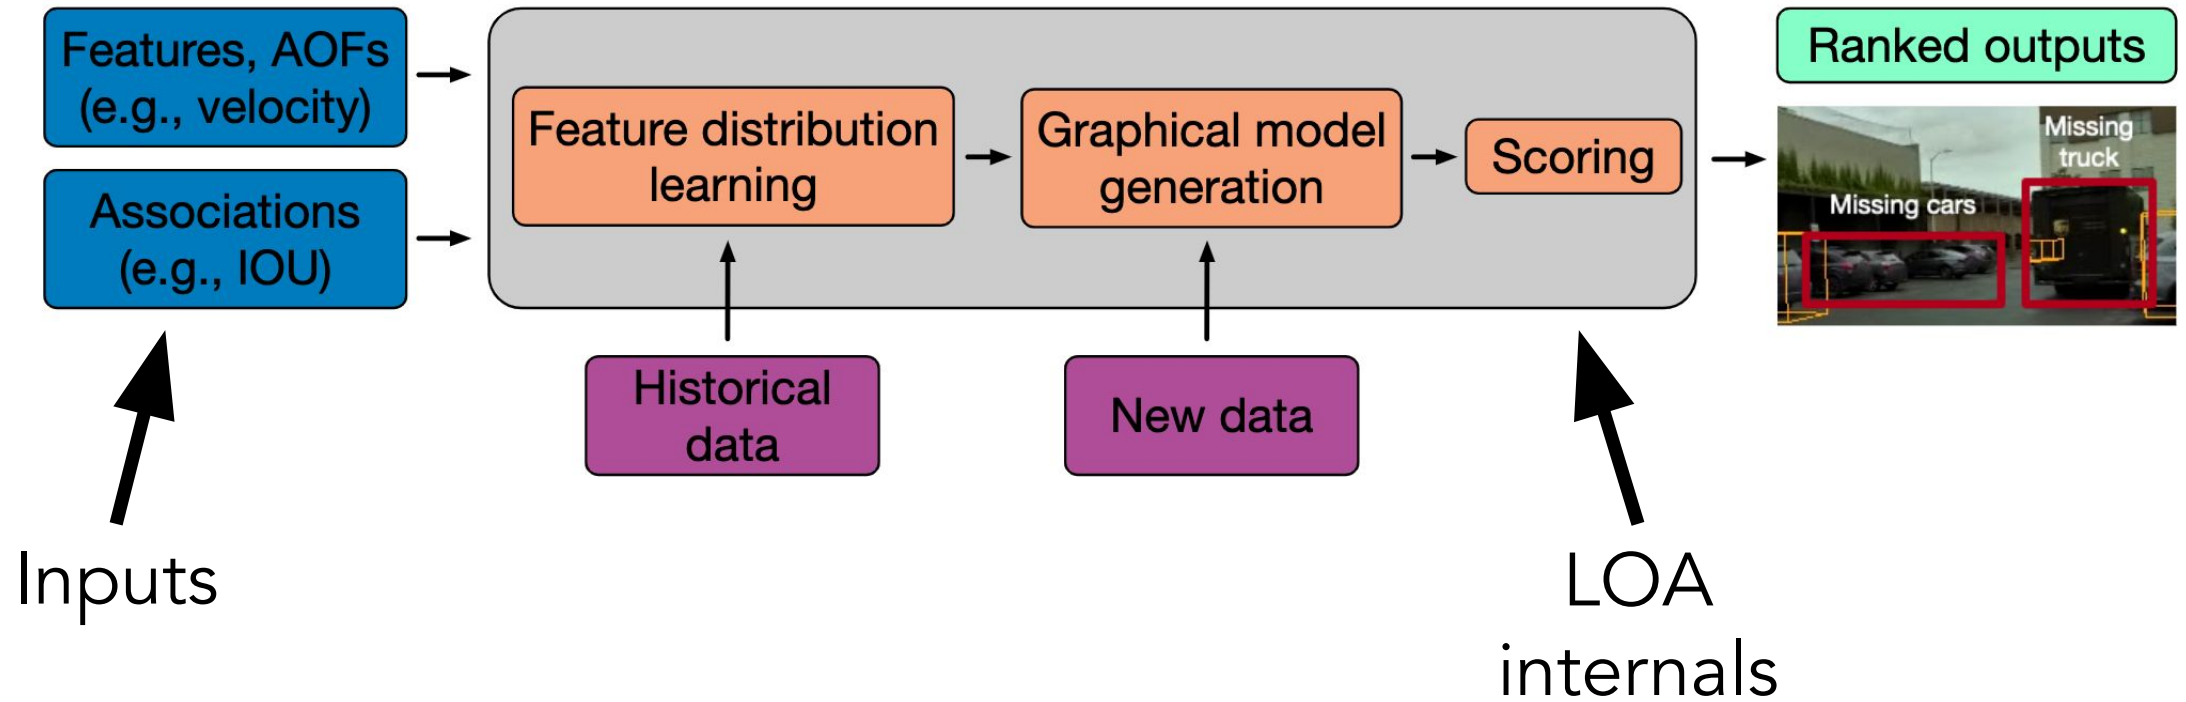 Features, AOFs
(e.g., velocity)
Associations
(e.g., IOU)
Feature distribution
learning
Graphical model
generation
Scoring
Ranked outputs
Missing
truck
Missing cars
Historical
data
New data
Inputs
LOA
internals